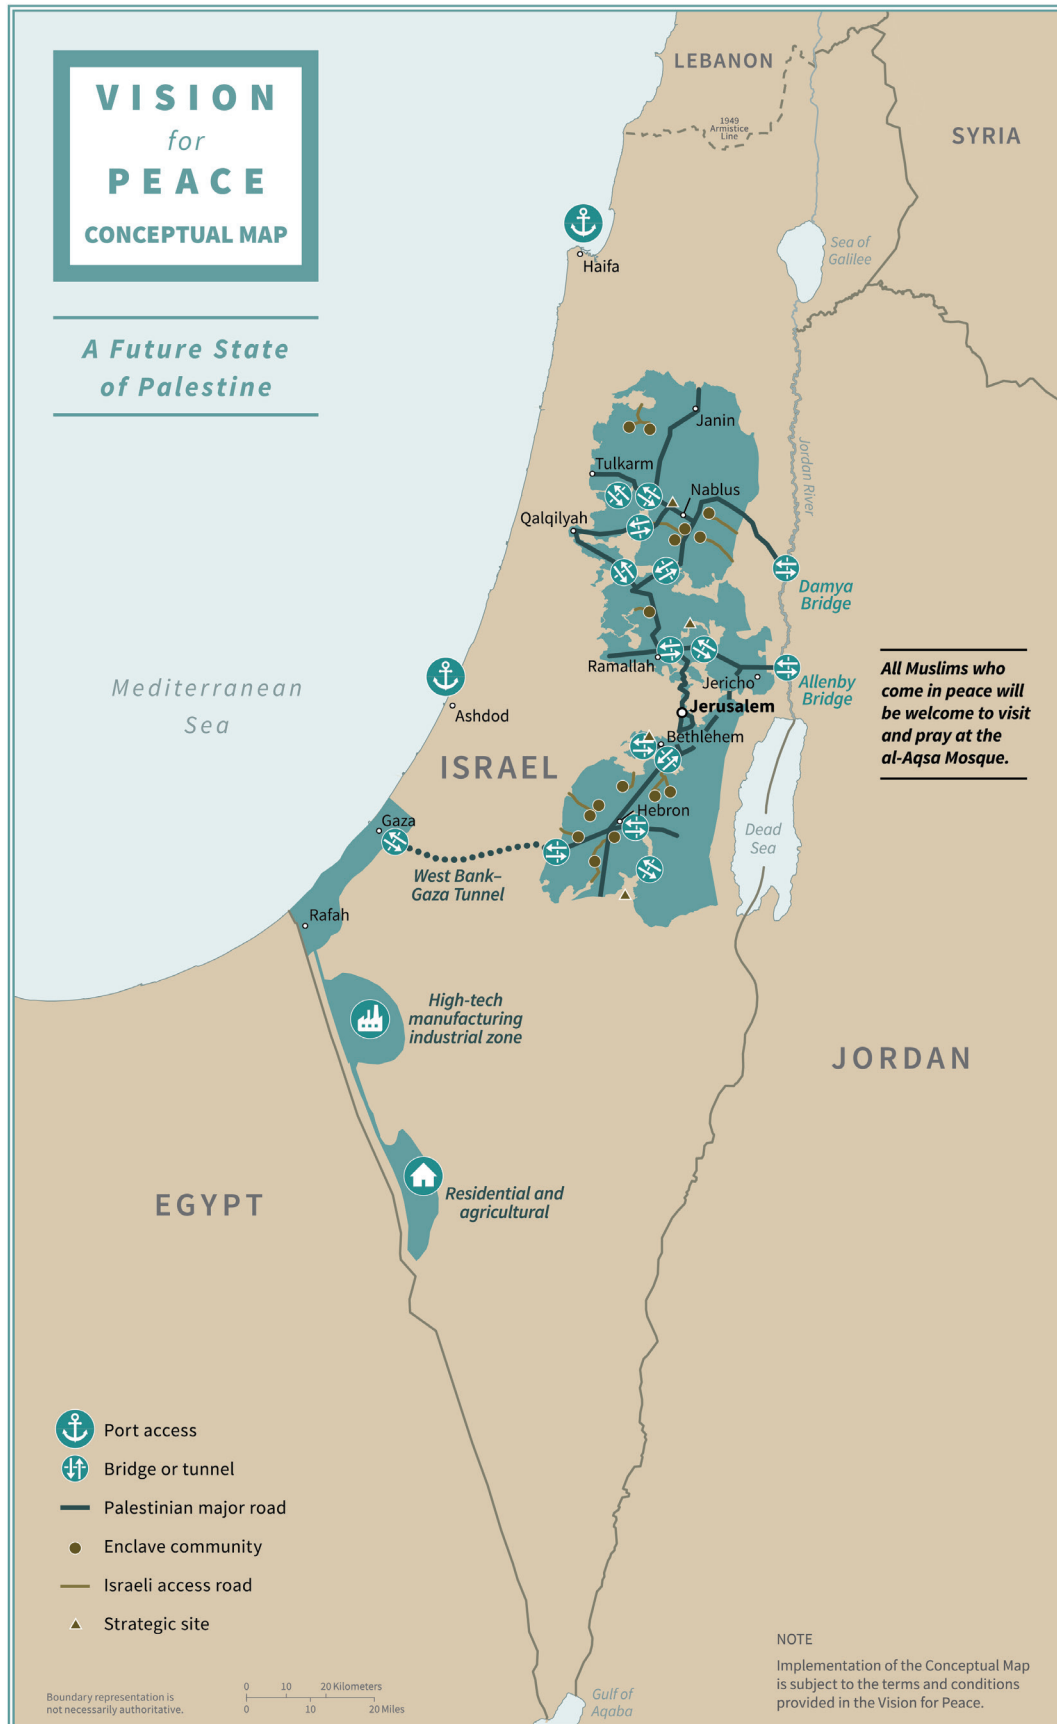 VISION
for
PEACE
CONCEPTUAL MAP
A Future State
of Palestine
LEBANON
1949
Armistice
Line
SYRIA
Haifa
Sea of
Galilee
Janin
Jordan River
Tulkarm
Nablus
Qalqilyah
Damya
Bridge
Ramallah
Jericho
Allenby
Bridge
All Muslims who
come in peace will
be welcome to visit
and pray at the
al-Aqsa Mosque.
Mediterranean
Sea
Ashdod
Jerusalem
Bethlehem
ISRAEL
Gaza
Hebron
Dead
Sea
West Bank–
Gaza Tunnel
Rafah
High-tech
manufacturing
industrial zone
JORDAN
EGYPT
Residential and
agricultural
Port access
Bridge or tunnel
Palestinian major road
Enclave community
Israeli access road
Strategic site
Boundary representation is
not necessarily authoritative.
0 10 20 Kilometers
0 10 20 Miles
Gulf of
Aqaba
NOTE
Implementation of the Conceptual Map
is subject to the terms and conditions
provided in the Vision for Peace.